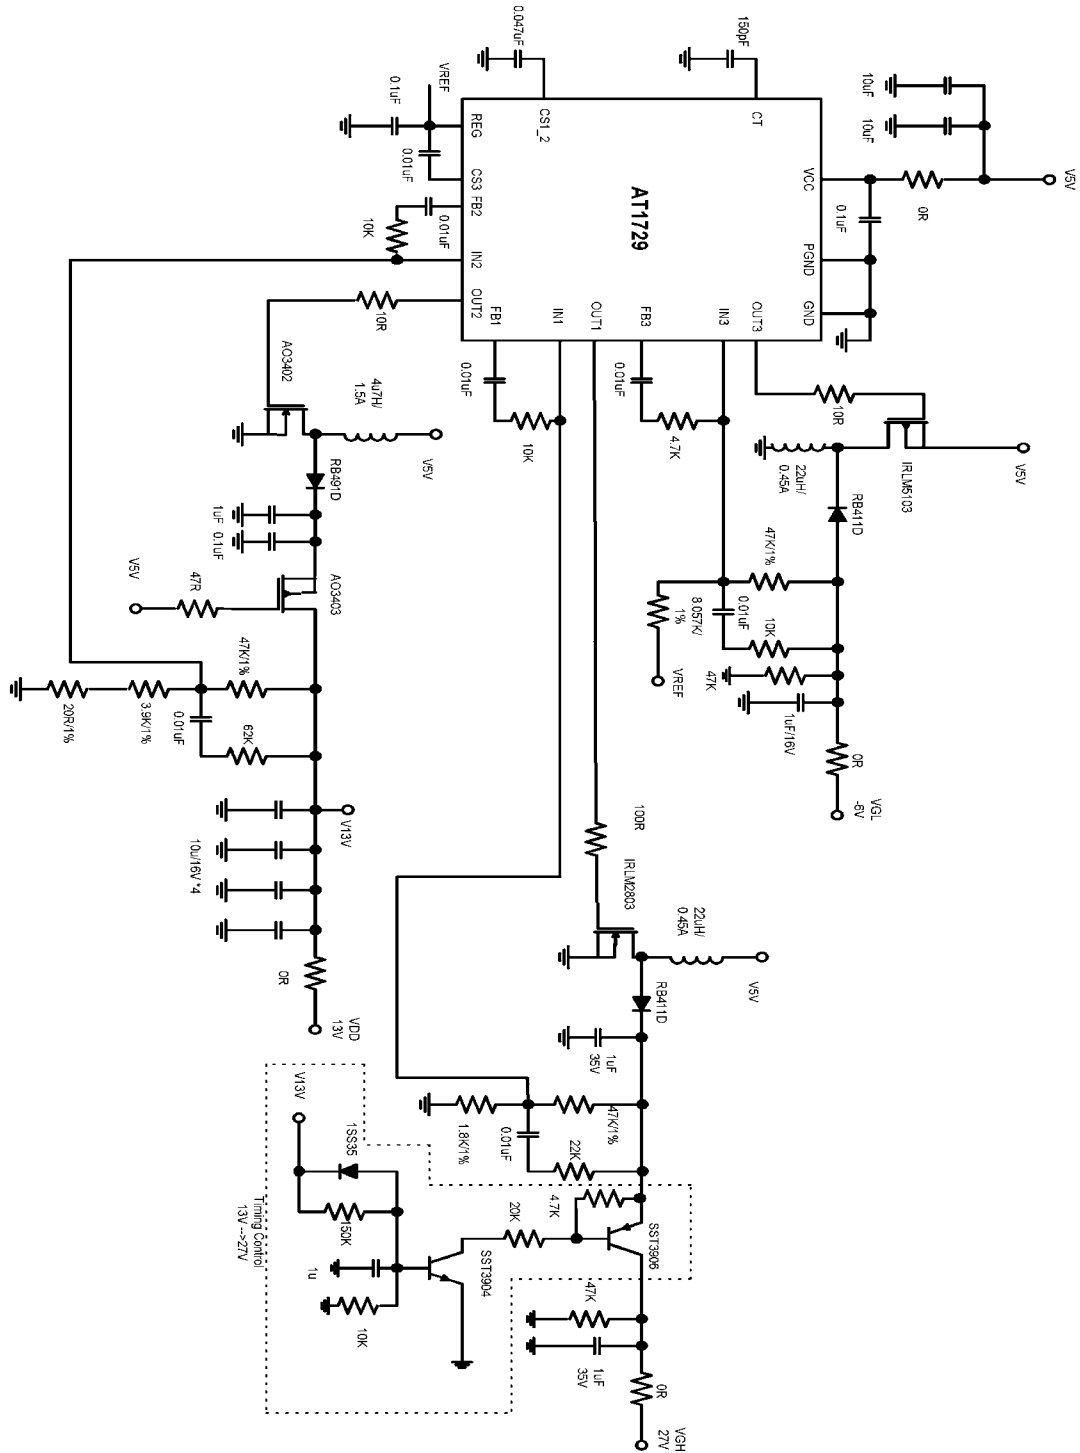 0.047uF
150pF
10uF
10uF
V5V
0R
0.1uF
VREF
0.1uF
0.01uF
CS1_2
CT
REG
CS3
FB2
IN2
OUT2
FB1
IN1
OUT1
FB3
IN3
OUT3
VCC
PGND
GND
AT1729
0.01uF
10K
10R
AO3402
4u7H/
1.5A
V5V
RB491D
1uF
0.1uF
V5V
47R
AO3403
47K/1%
62K
0.01uF
3.9K/1%
20R/1%
V13V
10u/16V *4
0R
VDD
13V
0.01uF
10K
0.01uF
4.7K
10R
IRLM5103
V5V
22uH/
0.45A
RB411D
47K/1%
0.01uF
10K
8.057K/
1%
VREF
47K
1uF/16V
0R
VGL
-6V
100R
IRLM2803
22uH/
0.45A
V5V
RB411D
1uF
35V
47K/1%
22K
0.01uF
1.8K/1%
V13V
1SS35
150K
1u
10K
SST3904
20K
4.7K
SST3906
Timing Control
13V -->27V
47K
1uF
35V
0R
VGH
27V